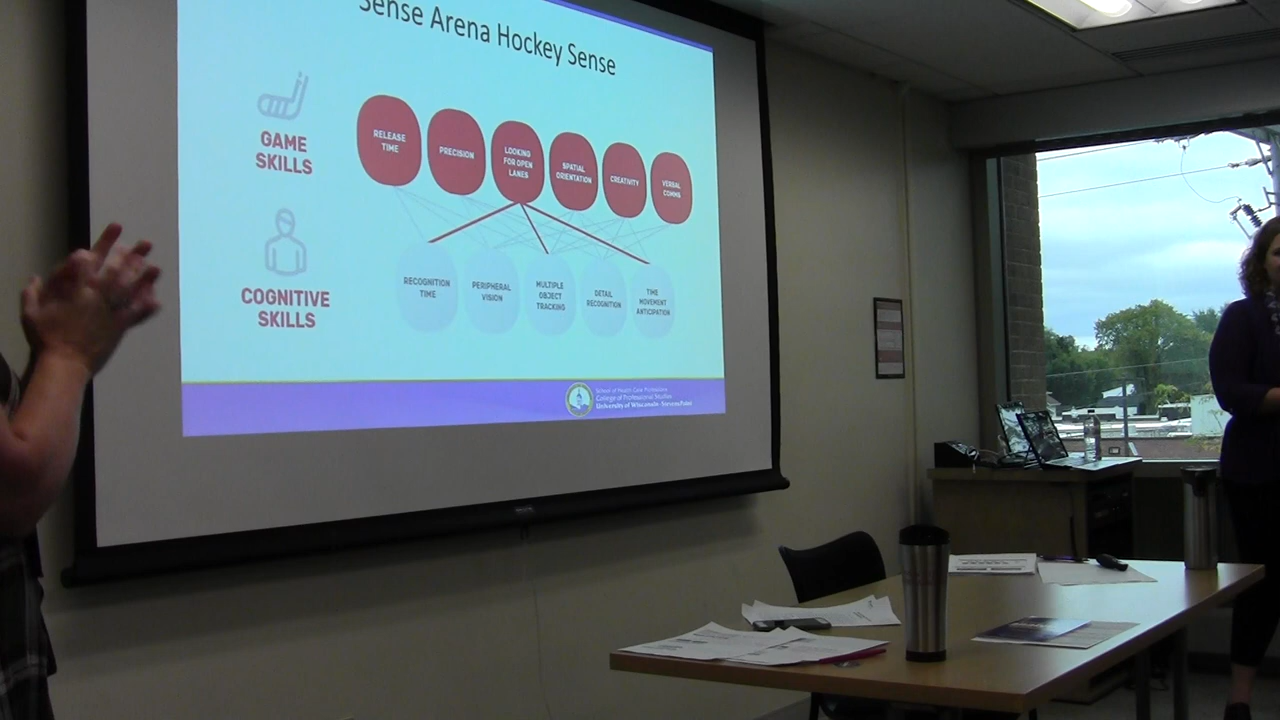 Sense Arena Hockey Sense
GAME
SKILLS
RELEASE
TIME
PRECISION
LOOKING
FOR OPEN
LANES
SPATIAL
ORIENTATION
CREATIVITY
VERBAL
COMMS
COGNITIVE
SKILLS
RECOGNITION
TIME
PERIPHERAL
VISION
MULTIPLE
OBJECT
TRACKING
DETAIL
RECOGNITION
TIME
MOVEMENT
ANTICIPATION
School of Health Care Professions
College of Professional Studies
University of Wisconsin - Stevens Point